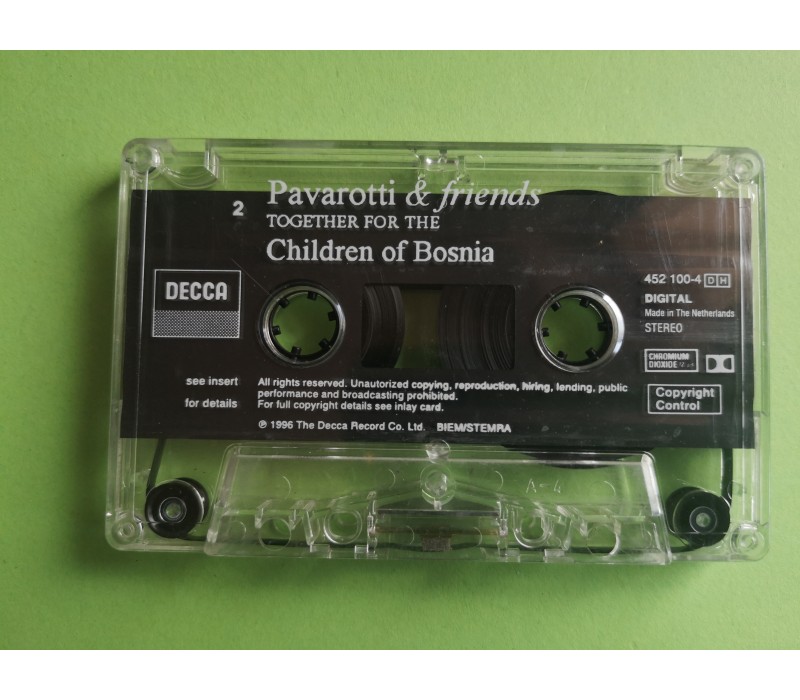 2
Pavarotti & friends
TOGETHER FOR THE
Children of Bosnia
DECCA
452 100-4 DH
DIGITAL
Made in The Netherlands
STEREO
CHROMIUM
DIOXIDE
Copyright
Control
see insert
for details
All rights reserved. Unautorized copying, reproduction, hiring, lending, public
performance and broadcasting prohibited.
For full copyright details see inlay card.
℗ 1996 The Decca Record Co. Ltd. BIEM/STEMRA
A-4